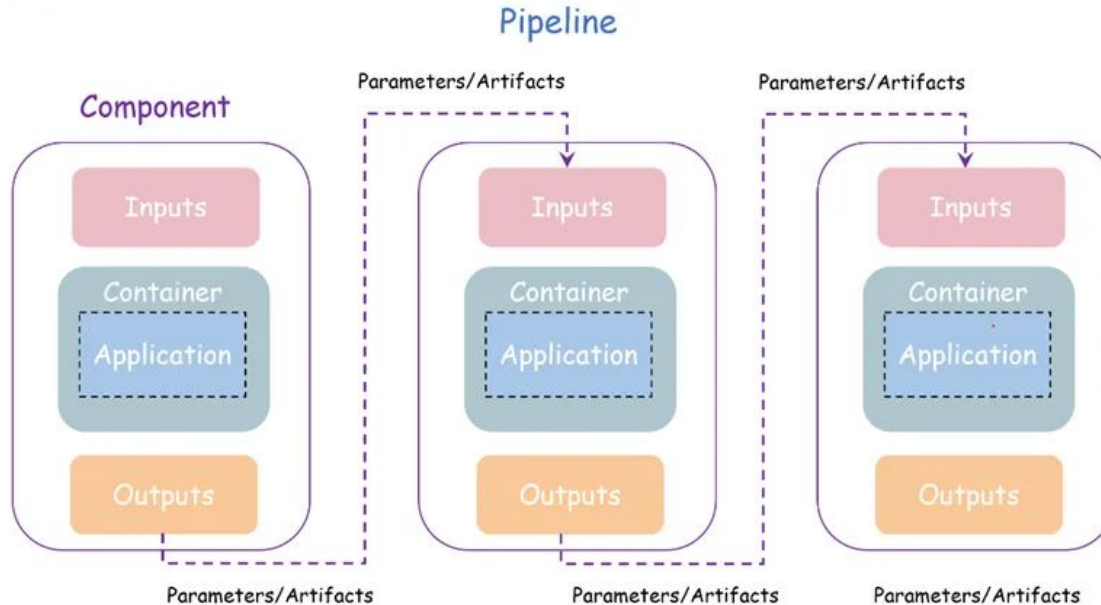 Pipeline
Parameters/Artifacts
Parameters/Artifacts
Component
Inputs
Inputs
Inputs
Container
Container
Container
Application
Application
Application
Outputs
Outputs
Outputs
Parameters/Artifacts
Parameters/Artifacts
Parameters/Artifacts